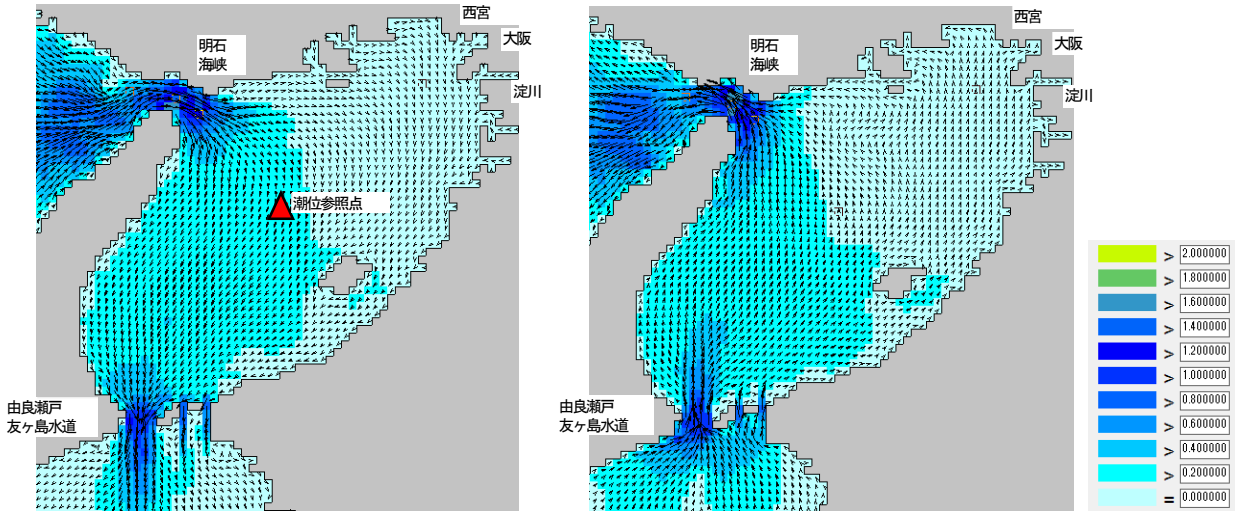 西宮
大阪
明石
海峡
淀川
潮位参照点
由良瀬戸
友ヶ島水道
西宮
大阪
明石
海峡
淀川
由良瀬戸
友ヶ島水道
> 2.000000
> 1.800000
> 1.600000
> 1.400000
> 1.200000
> 1.000000
> 0.800000
> 0.600000
> 0.400000
> 0.200000
= 0.000000